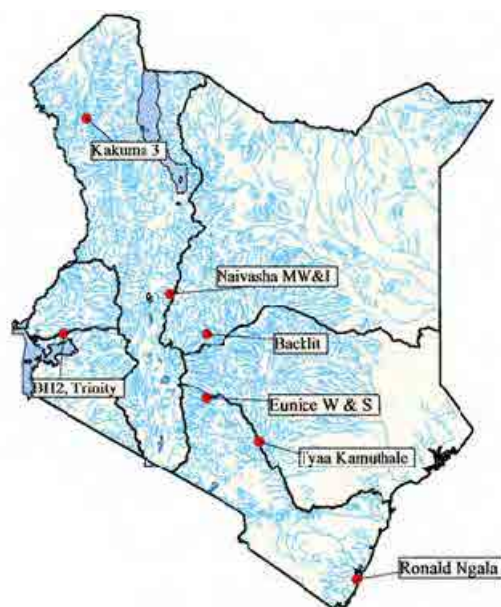 Kakuma 3
Naivasha MW&I
Backlit
BH2, Trinity
Eunice W & S
Tyaa Kamuthale
Ronald Ngala